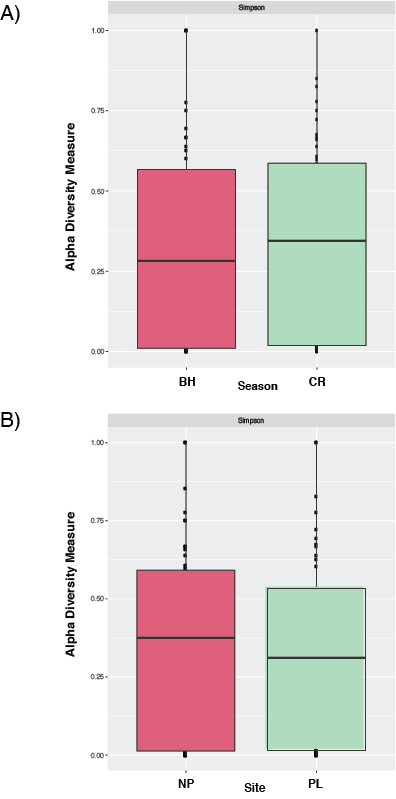 A)
Simpson
1.00
0.75
0.50
0.25
0.00
Alpha Diversity Measure
BH
CR
Season
B)
Simpson
1.00
0.75
0.50
0.25
0.00
Alpha Diversity Measure
NP
PL
Site